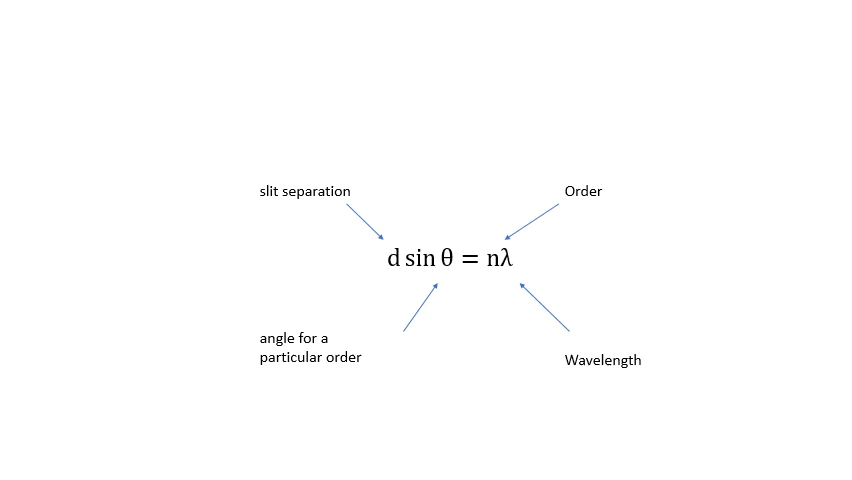 slit separation
Order
d sin θ = nλ
angle for a
particular order
Wavelength